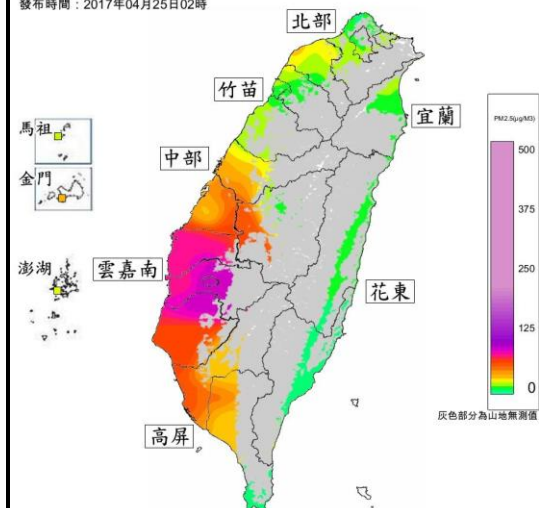 發布時間：2017年04月25日02時
北部
竹苗
宜蘭
馬祖
中部
金門
澎湖
雲嘉南
花東
高屏
PM2.5(μg/M3)
500
375
250
125
0
灰色部分為山地無測值